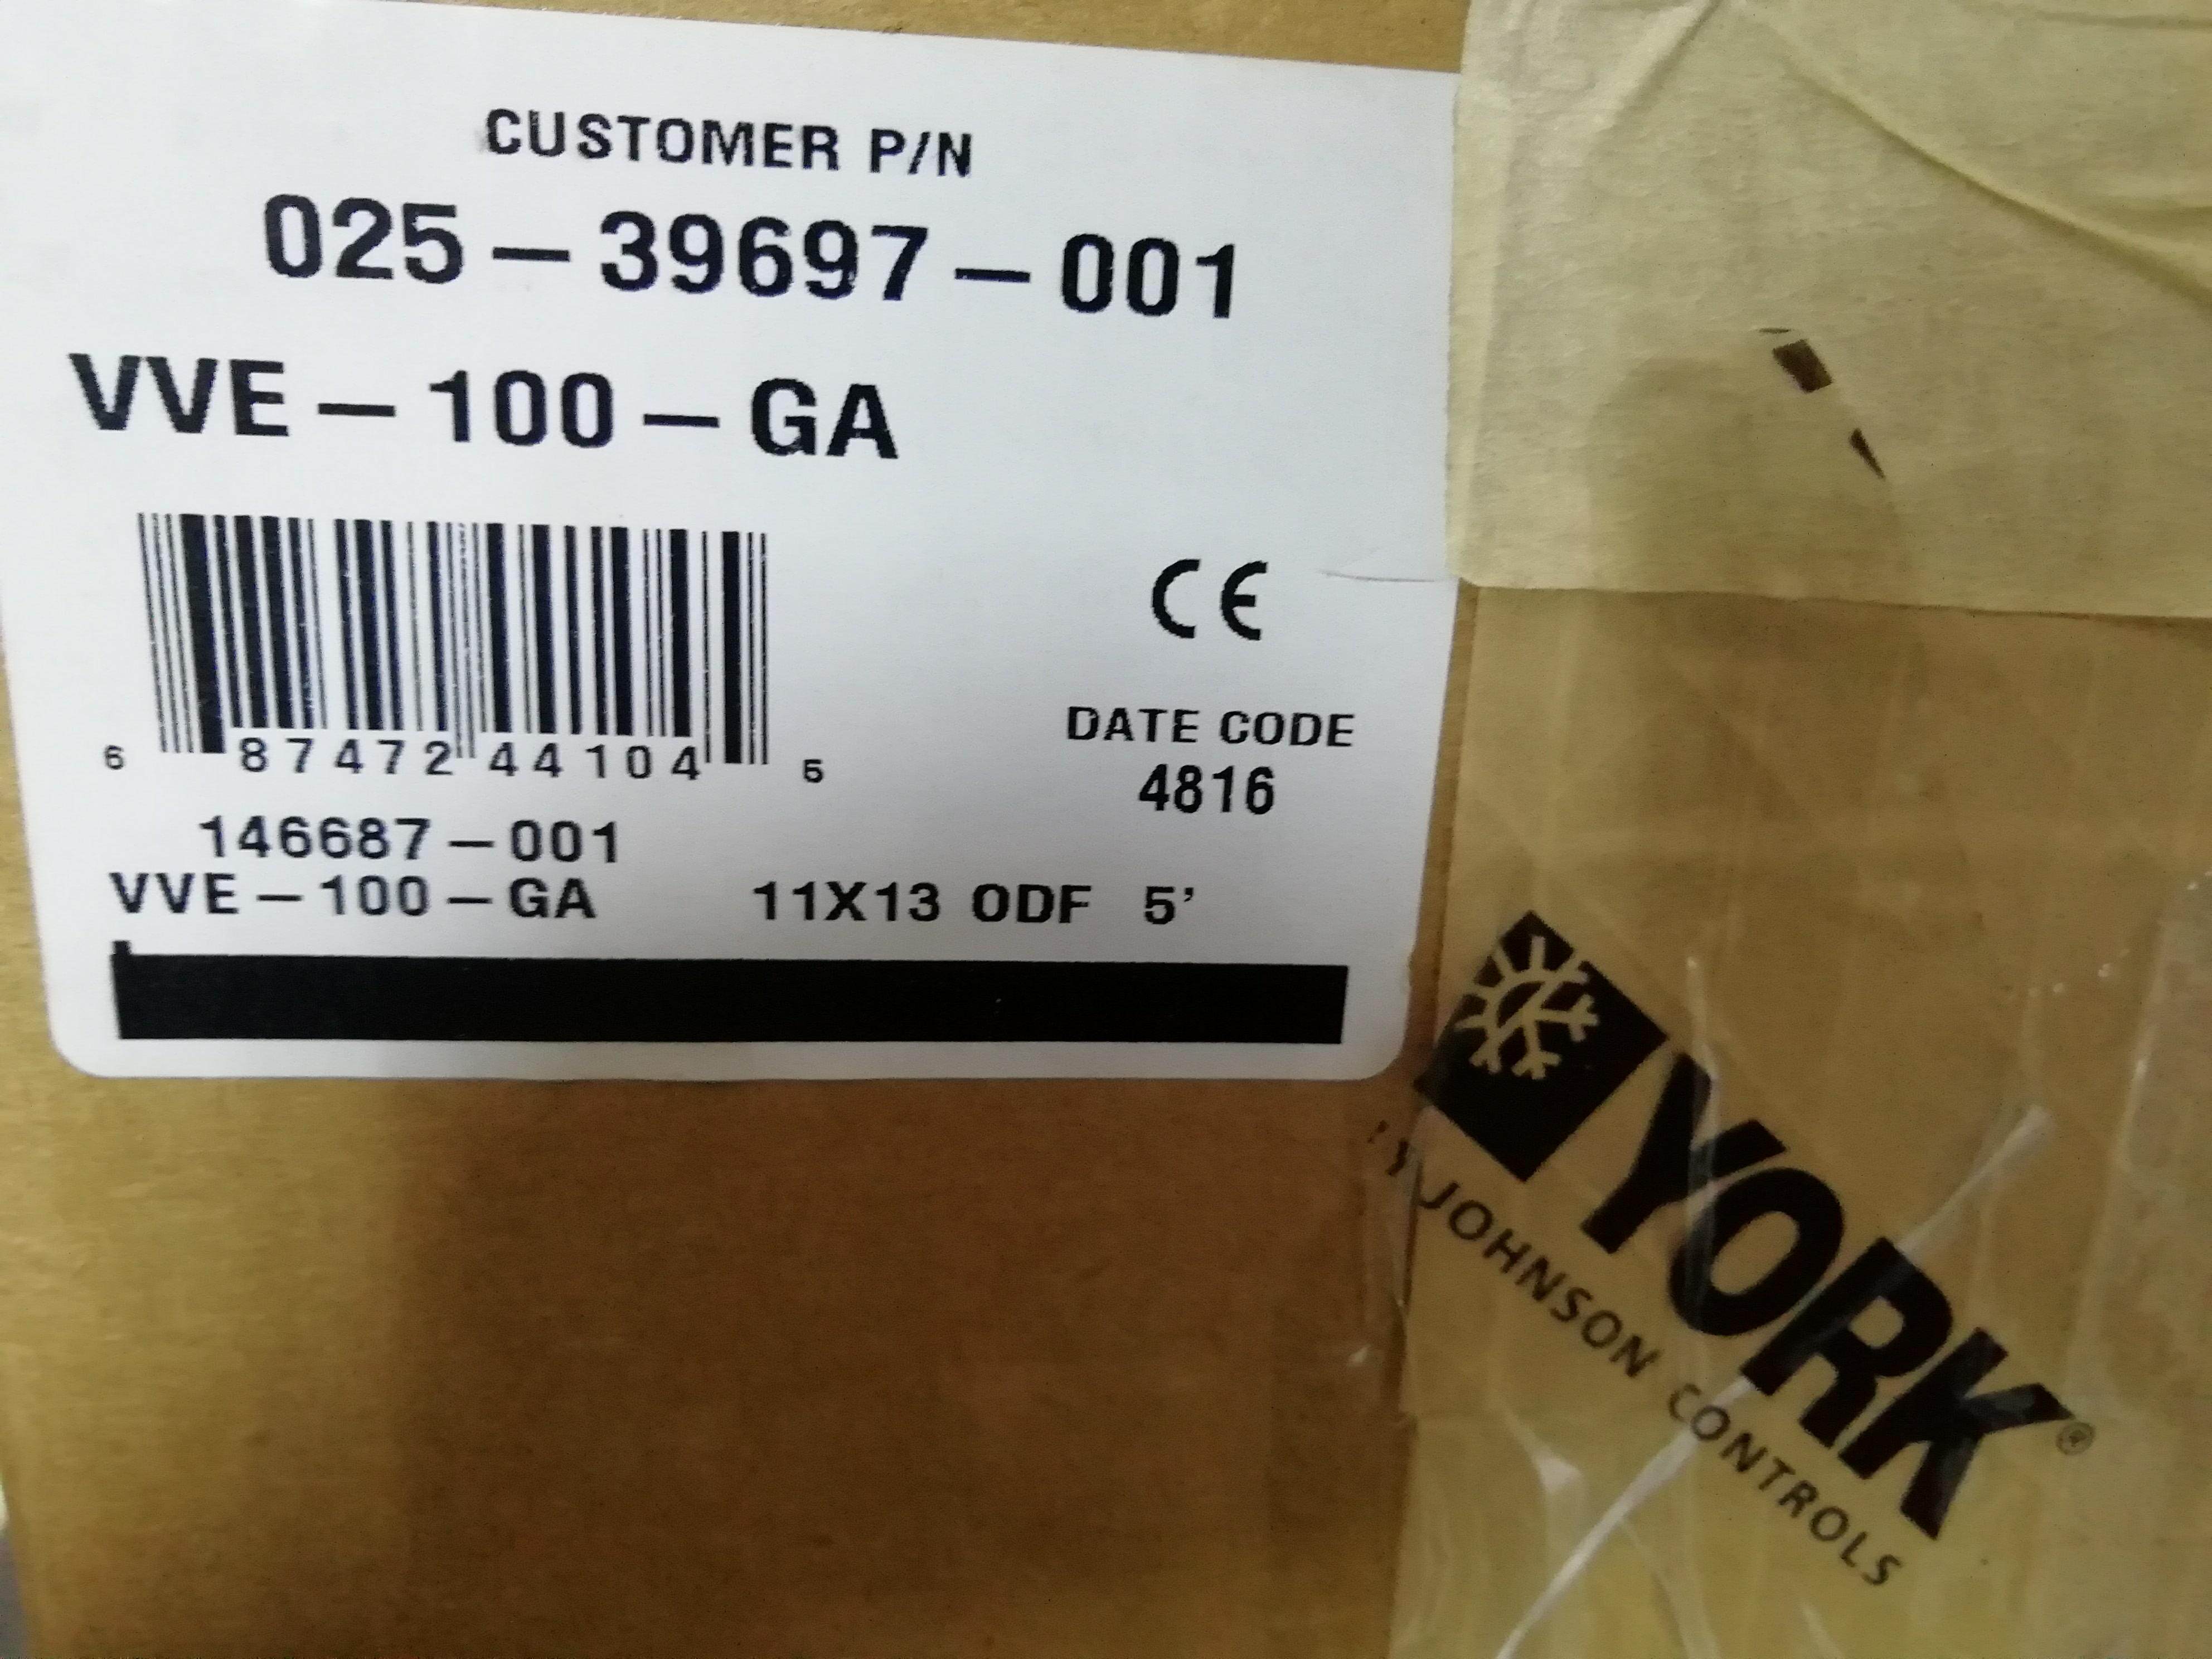 CUSTOMER P/N
025-39697-001
VVE-100-GA
6 87472 44104 5
CE
DATE CODE
4816
146687-001
VVE-100-GA 11X13 ODF 5'
YORK®
BY JOHNSON CONTROLS